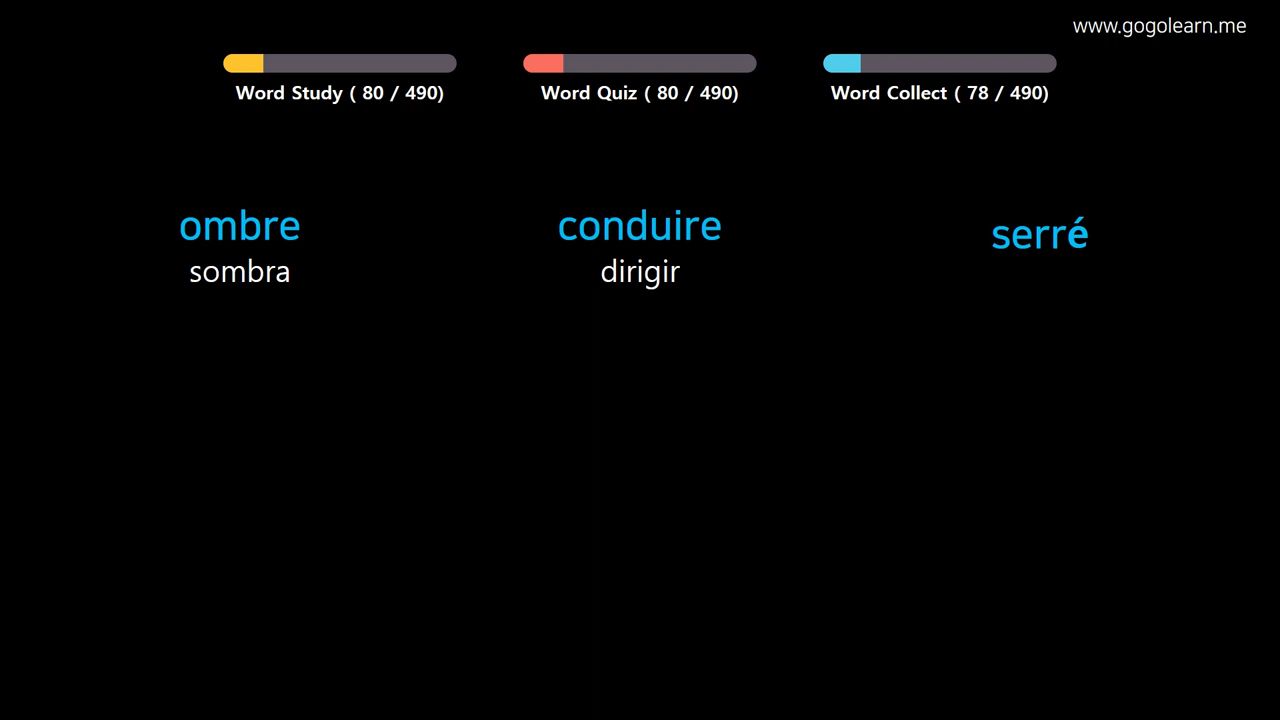 www.gogolearn.me
Word Study ( 80 / 490)
Word Quiz ( 80 / 490)
Word Collect ( 78 / 490)
ombre
sombra
conduire
dirigir
serré